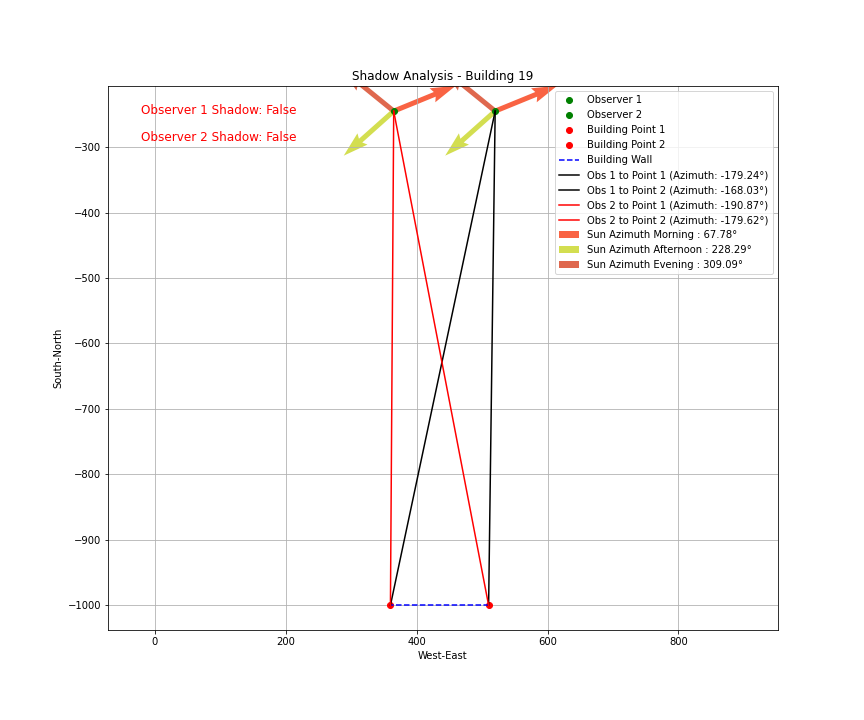 Shadow Analysis - Building 19
Observer 1 Shadow: False
Observer 2 Shadow: False
Observer 1
Observer 2
Building Point 1
Building Point 2
Building Wall
Obs 1 to Point 1 (Azimuth: -179.24°)
Obs 1 to Point 2 (Azimuth: -168.03°)
Obs 2 to Point 1 (Azimuth: -190.87°)
Obs 2 to Point 2 (Azimuth: -179.62°)
Sun Azimuth Morning : 67.78°
Sun Azimuth Afternoon : 228.29°
Sun Azimuth Evening : 309.09°
−300
−400
−500
−600
−700
−800
−900
−1000
South-North
0 200 400 600 800
West-East